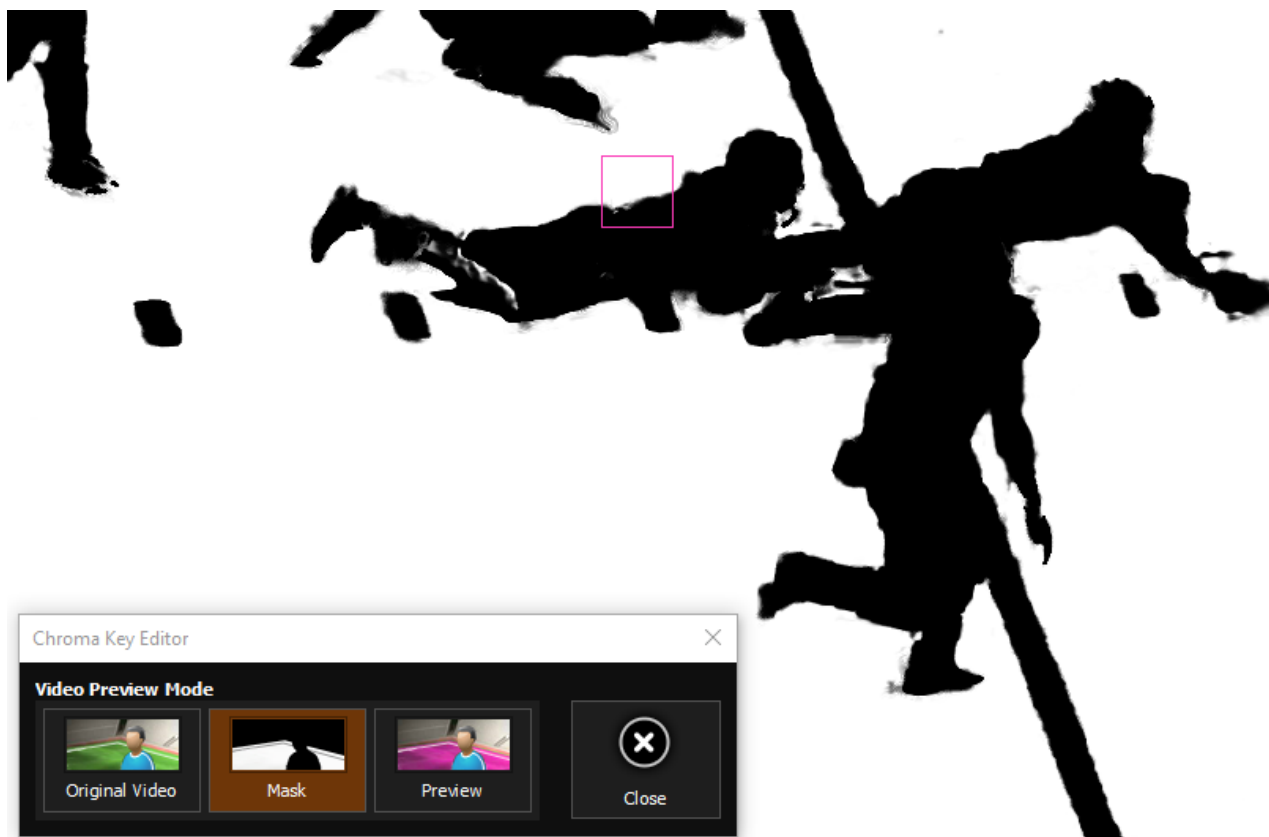 Chroma Key Editor
Video Preview Mode
Original Video
Mask
Preview
Close